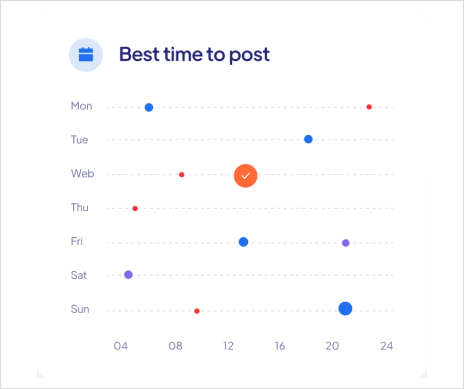 Best time to post
Mon
Tue
Web
Thu
Fri
Sat
Sun
04 08 12 16 20 24